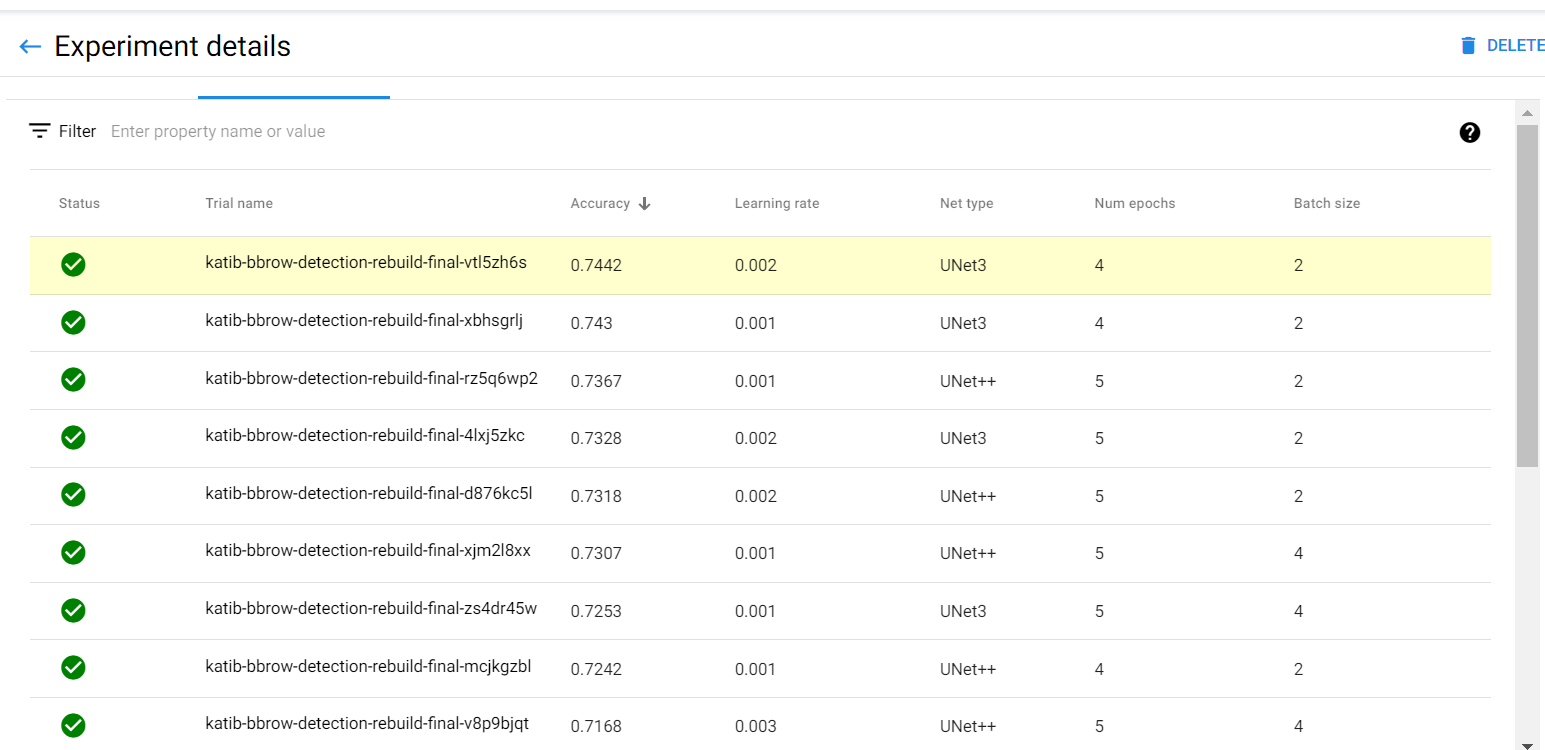 Experiment details
DELETE
Filter Enter property name or value
Status Trial name Accuracy Learning rate Net type Num epochs Batch size
katib-bbrow-detection-rebuild-final-vtl5zh6s 0.7442 0.002 UNet3 4 2
katib-bbrow-detection-rebuild-final-xbhsgrlj 0.743 0.001 UNet3 4 2
katib-bbrow-detection-rebuild-final-rz5q6wp2 0.7367 0.001 UNet++ 5 2
katib-bbrow-detection-rebuild-final-4lxj5zkc 0.7328 0.002 UNet3 5 2
katib-bbrow-detection-rebuild-final-d876kc5l 0.7318 0.002 UNet++ 5 2
katib-bbrow-detection-rebuild-final-xjm2l8xx 0.7307 0.001 UNet++ 5 4
katib-bbrow-detection-rebuild-final-zs4dr45w 0.7253 0.001 UNet3 5 4
katib-bbrow-detection-rebuild-final-mcjkgzbl 0.7242 0.001 UNet++ 4 2
katib-bbrow-detection-rebuild-final-v8p9bjqt 0.7168 0.003 UNet++ 5 4